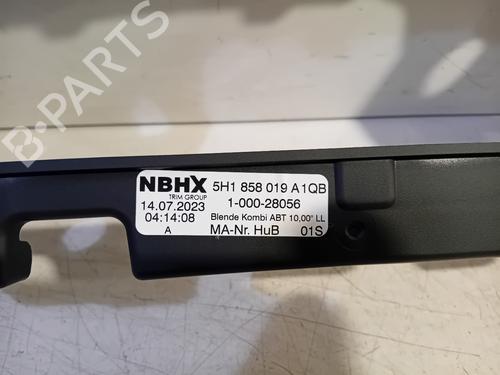 B-PARTS
NBHX 5H1 858 019 A 1QB
TRIM GROUP
14.07.2023 1-000-28056
04:14:08 Blende Kombi ABT 10,00" LL
A MA-Nr. HuB 01S